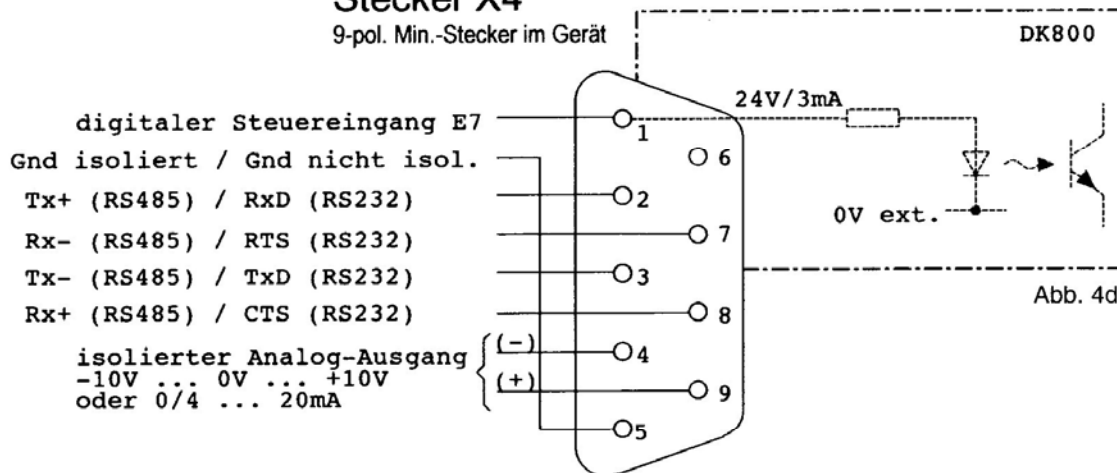 Stecker X4
9-pol. Min.-Stecker im Gerät
DK800
24V/3mA
digitaler Steuereingang E7
1
Gnd isoliert / Gnd nicht isol.
6
Tx+ (RS485) / RxD (RS232)
2
0V ext.
Rx- (RS485) / RTS (RS232)
7
Tx- (RS485) / TxD (RS232)
3
Abb. 4d
Rx+ (RS485) / CTS (RS232)
8
isolierter Analog-Ausgang
-10V ... 0V ... +10V
oder 0/4 ... 20mA
(-)
4
(+)
9
5